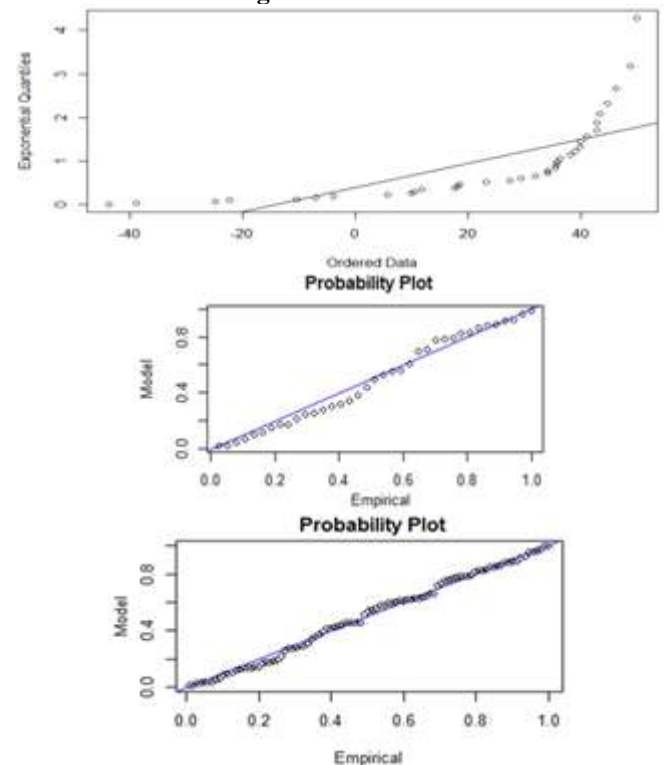 4
3
2
1
0
Exponential Quantiles
-40 -20 0 20 40
Ordered Data
Probability Plot
0.8
0.4
0.0
Model
0.0 0.2 0.4 0.6 0.8 1.0
Empirical
Probability Plot
0.8
0.4
0.0
Model
0.0 0.2 0.4 0.6 0.8 1.0
Empirical